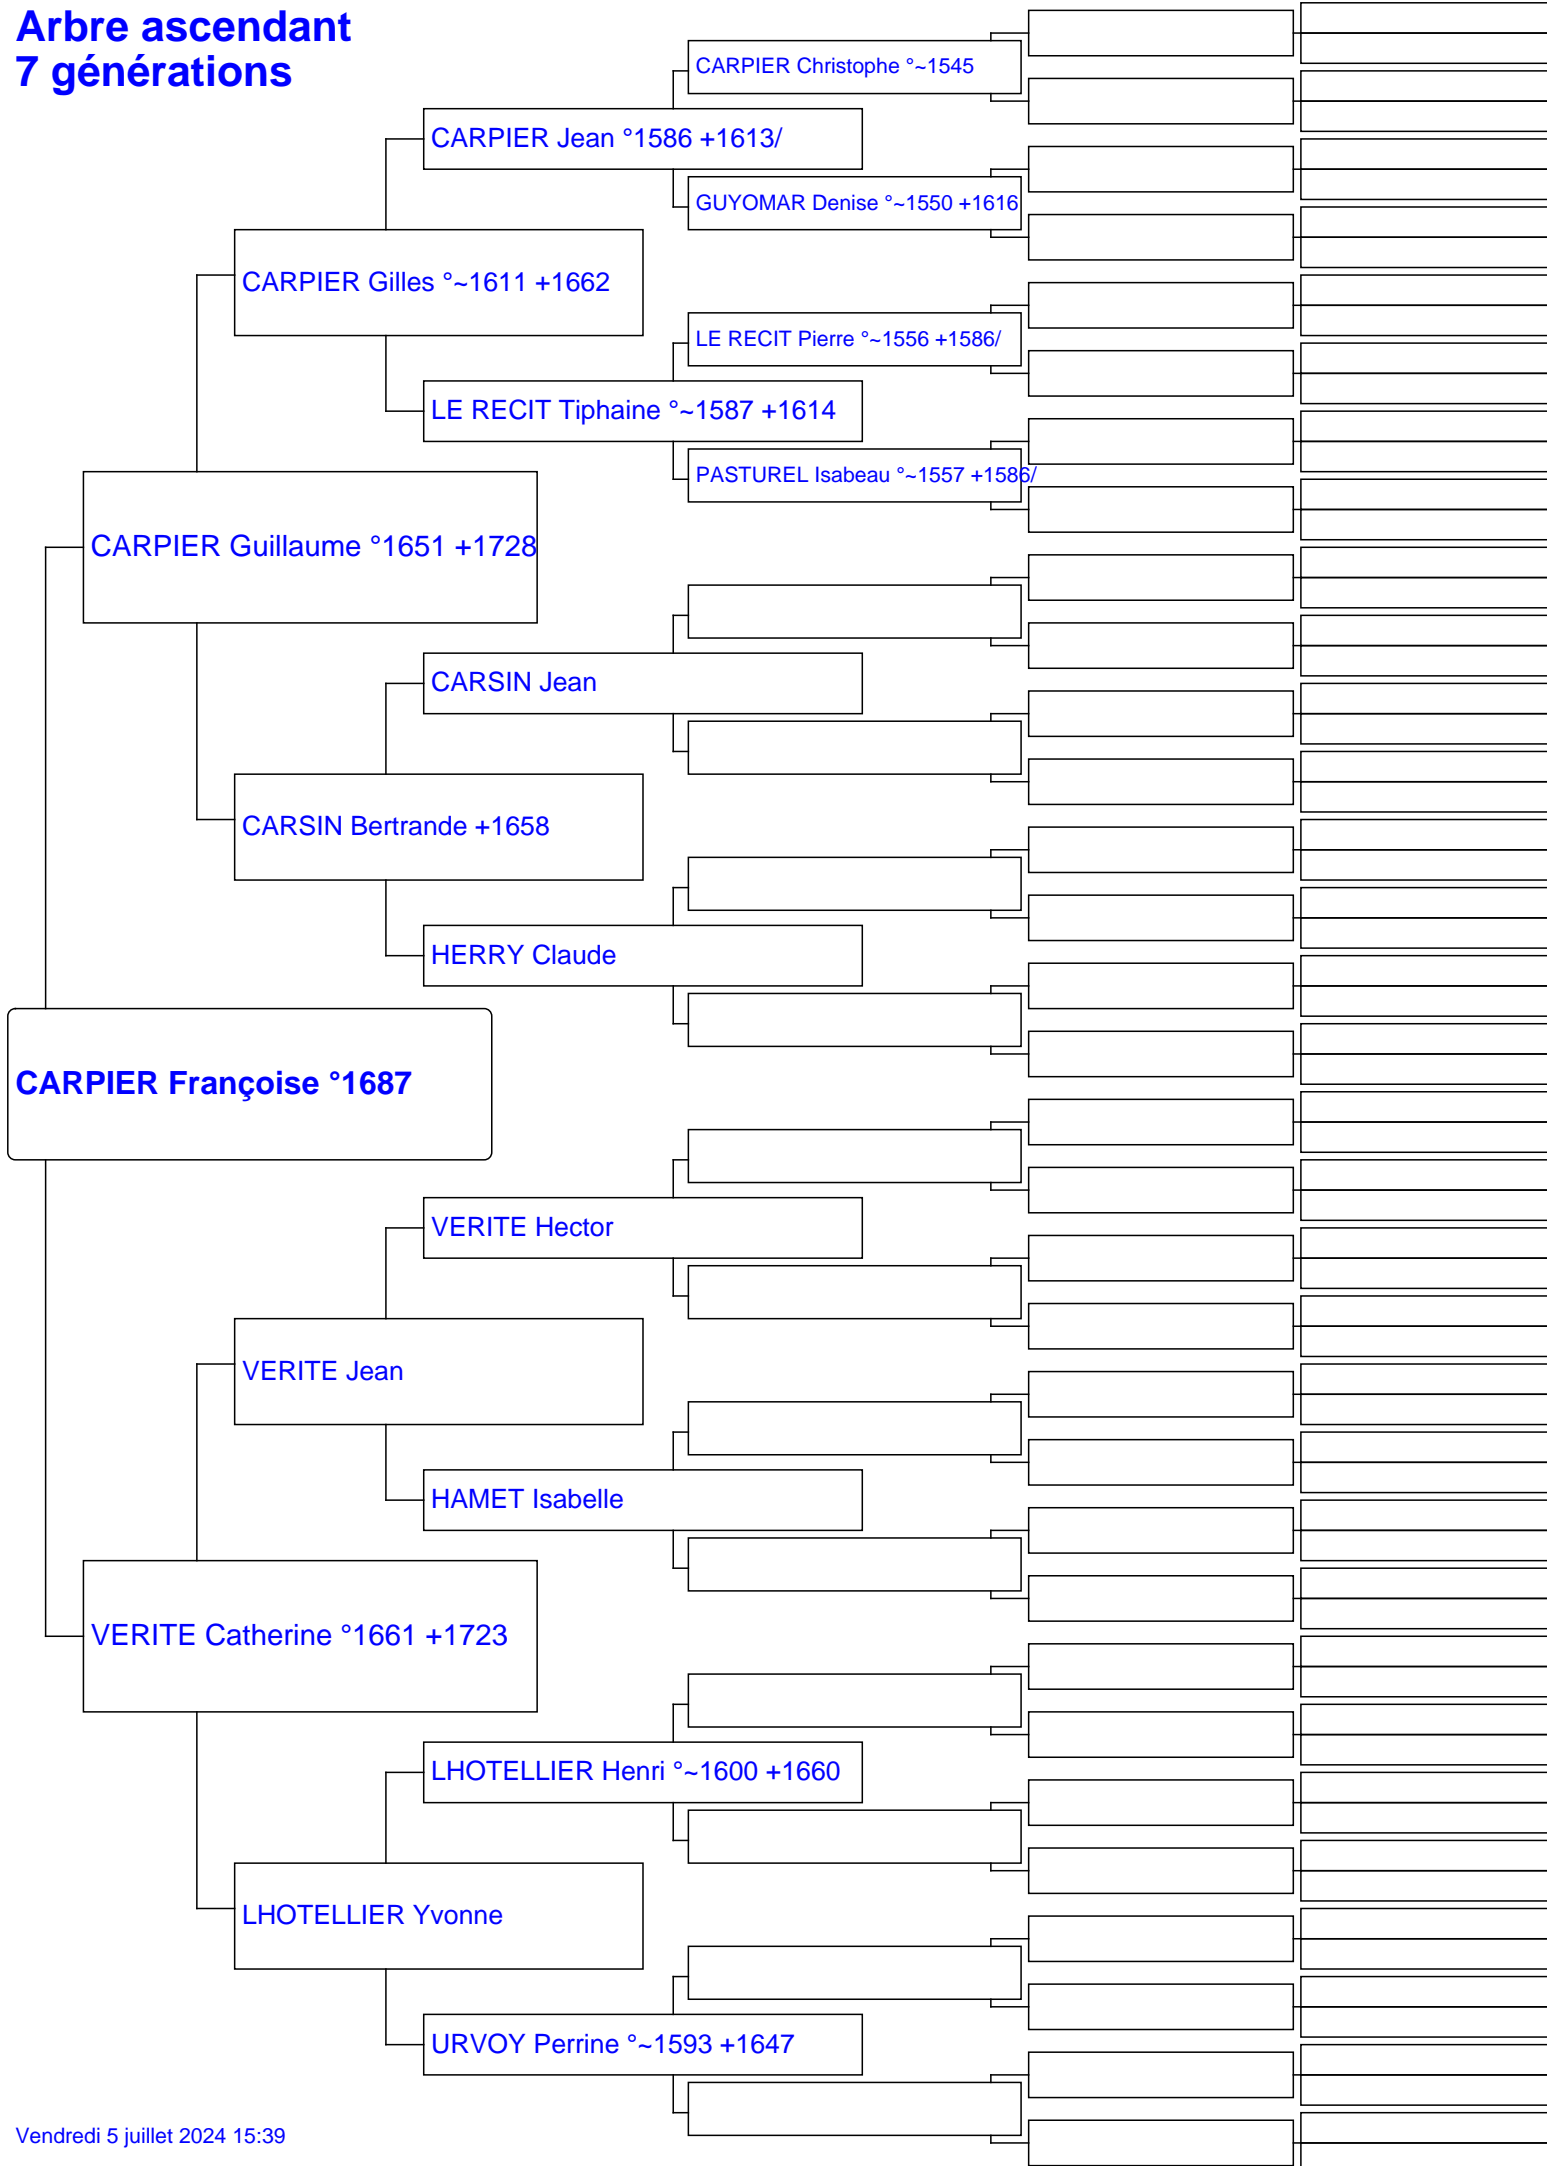 Arbre ascendant
7 générations
CARPIER Christophe °~1545
CARPIER Jean °1586 +1613/
GUYOMAR Denise °~1550 +1616
CARPIER Gilles °~1611 +1662
LE RECIT Pierre °~1556 +1586/
LE RECIT Tiphaine °~1587 +1614
PASTUREL Isabeau °~1557 +1586/
CARPIER Guillaume °1651 +1728
CARSIN Jean
CARSIN Bertrande +1658
HERRY Claude
CARPIER Françoise °1687
VERITE Hector
VERITE Jean
HAMET Isabelle
VERITE Catherine °1661 +1723
LHOTELLIER Henri °~1600 +1660
LHOTELLIER Yvonne
URVOY Perrine °~1593 +1647
Vendredi 5 juillet 2024 15:39